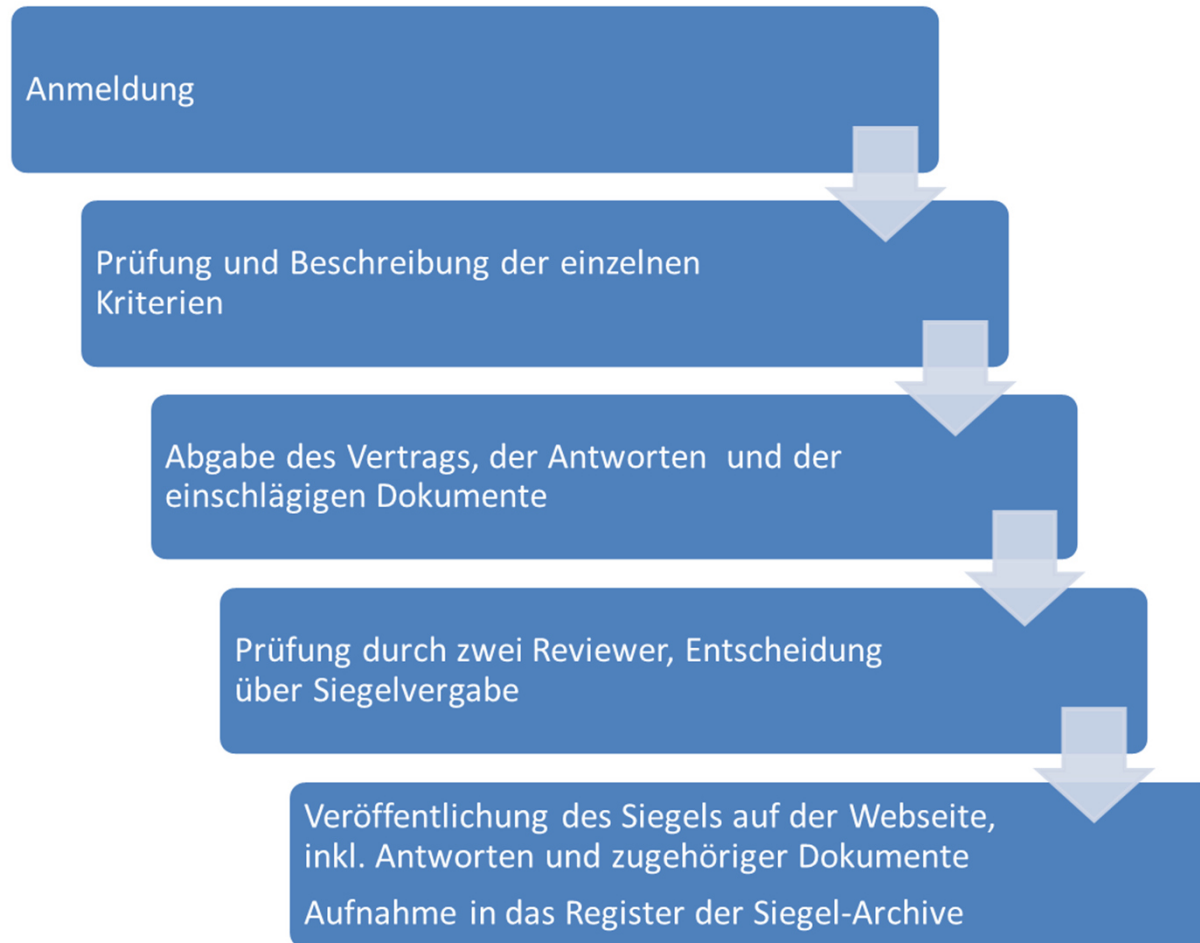 Anmeldung
Prüfung und Beschreibung der einzelnen
Kriterien
Abgabe des Vertrags, der Antworten und der
einschlägigen Dokumente
Prüfung durch zwei Reviewer, Entscheidung
über Siegelvergabe
Veröffentlichung des Siegels auf der Webseite,
inkl. Antworten und zugehöriger Dokumente
Aufnahme in das Register der Siegel-Archive